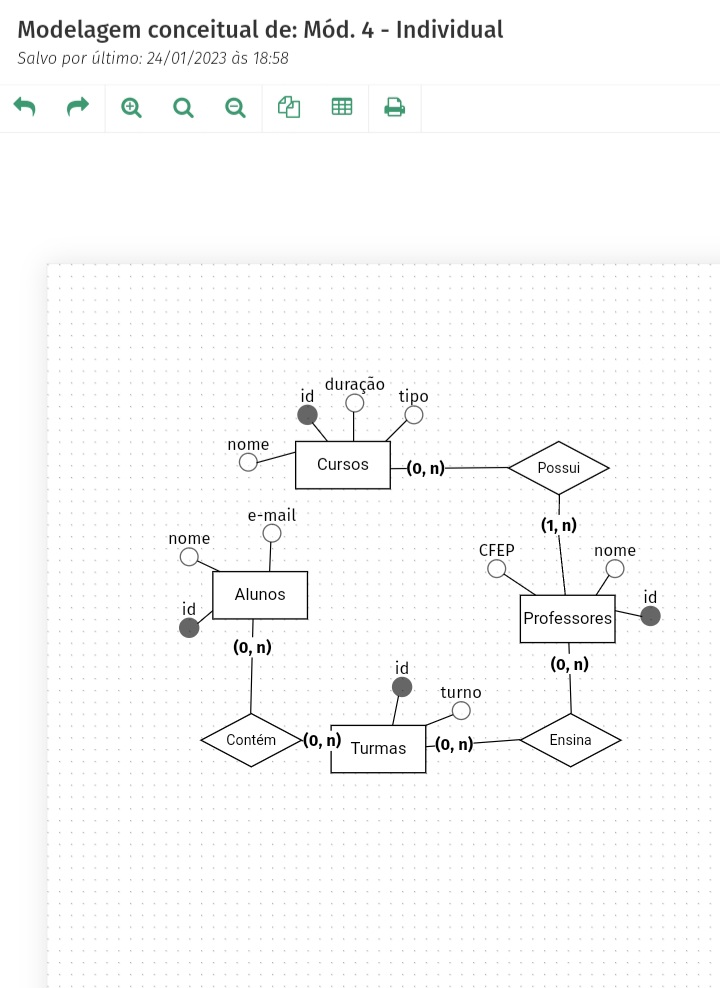 Modelagem conceitual de: Mód. 4 - Individual
Salvo por último: 24/01/2023 às 18:58
duração
id
tipo
nome
Cursos
(0, n)
Possui
e-mail
(1, n)
nome
CFEP
nome
Alunos
id
id
Professores
(0, n)
(0, n)
id
turno
Contém
(0, n)
Turmas
(0, n)
Ensina